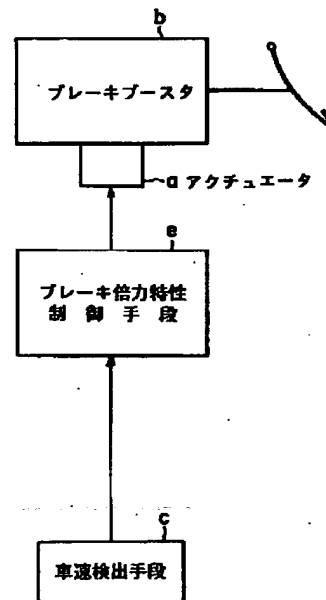 b
ブレーキブースタ
a アクチュエータ
e
ブレーキ倍力特性
制御手段
c
車速検出手段